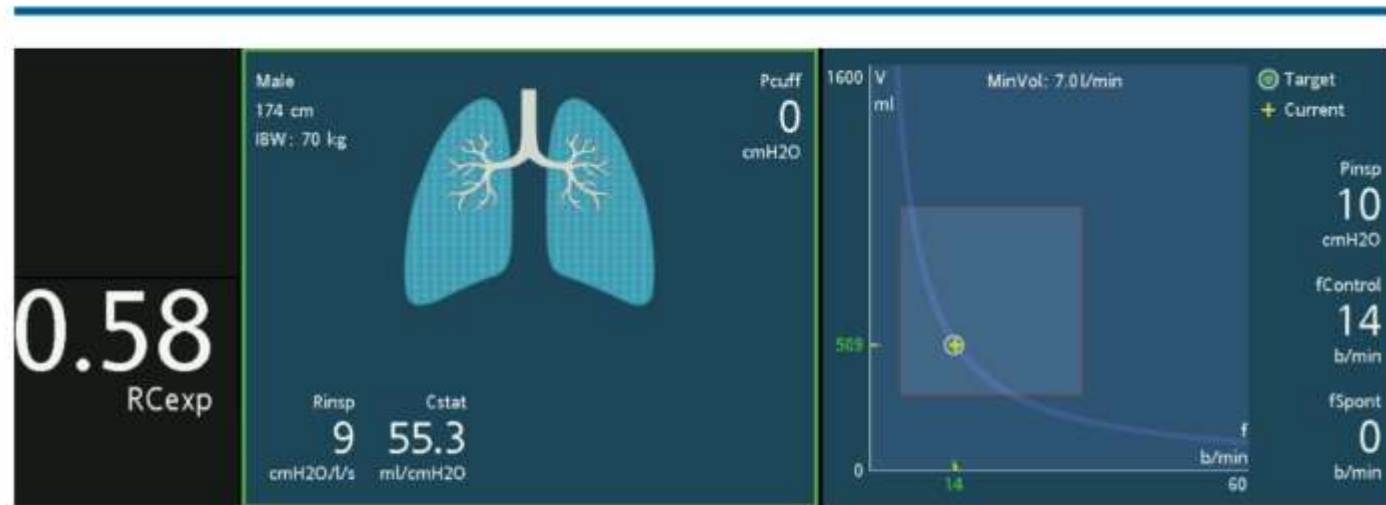 0.58
RCexp
Male
174 cm
IBW: 70 kg
Pcuff
0
cmH2O
Rinsp
9
cmH2O/l/s
Cstat
55.3
ml/cmH2O
1600
V
ml
MinVol: 7.0 l/min
509
0
14
f
b/min
60
Target
Current
Pinsp
10
cmH2O
fControl
14
b/min
fSpont
0
b/min